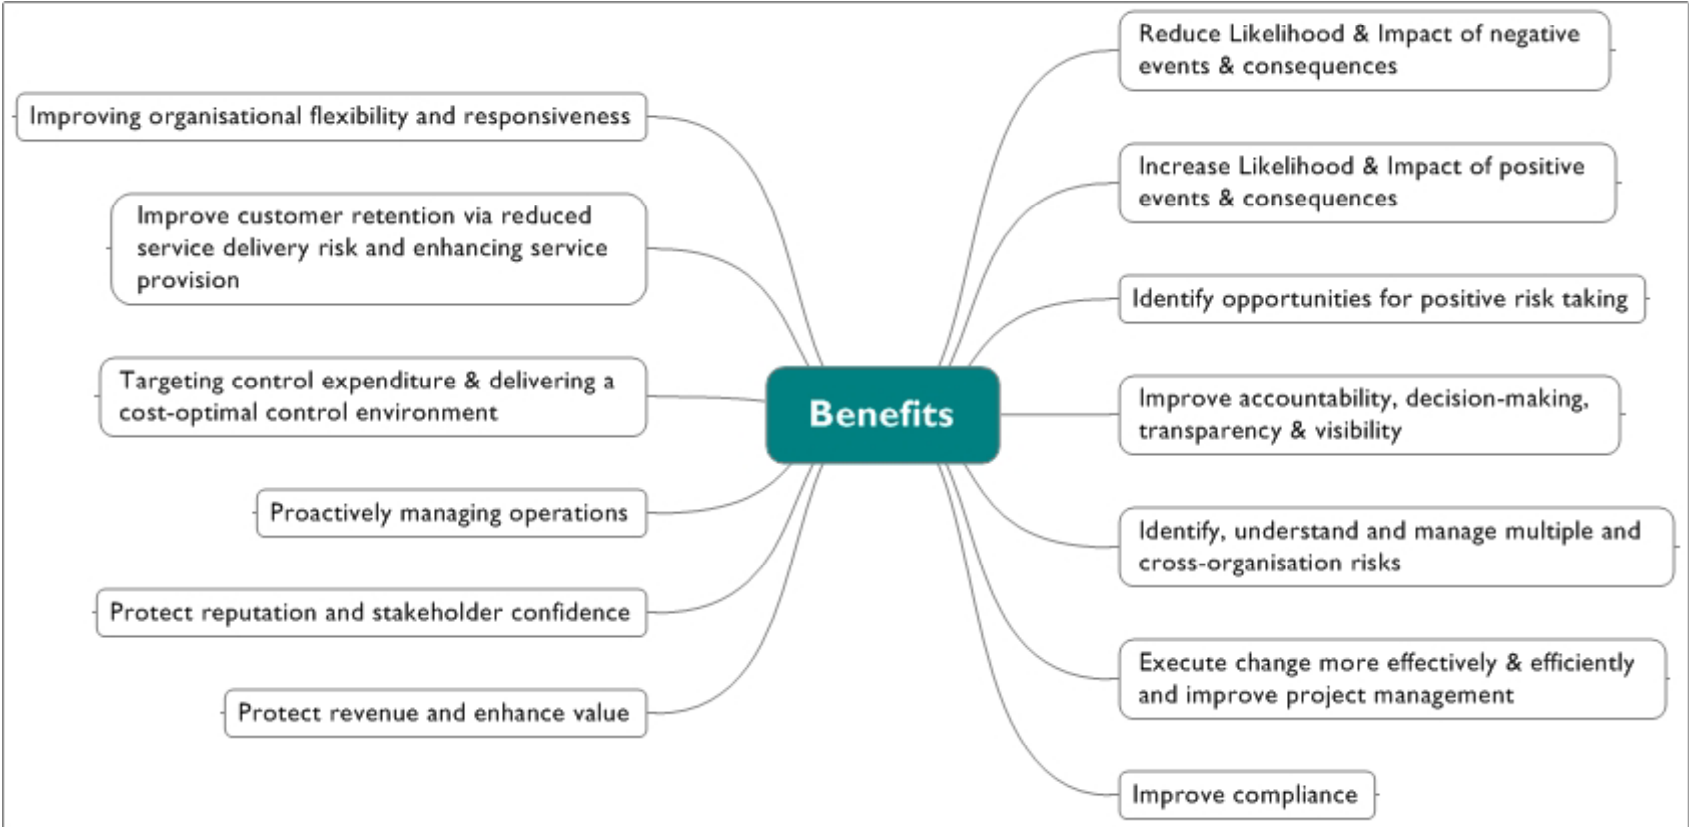 Improving organisational flexibility and responsiveness
Improve customer retention via reduced
service delivery risk and enhancing service
provision
Targeting control expenditure & delivering a
cost-optimal control environment
Proactively managing operations
Protect reputation and stakeholder confidence
Protect revenue and enhance value
Benefits
Reduce Likelihood & Impact of negative
events & consequences
Increase Likelihood & Impact of positive
events & consequences
Identify opportunities for positive risk taking
Improve accountability, decision-making,
transparency & visibility
Identify, understand and manage multiple and
cross-organisation risks
Execute change more effectively & efficiently
and improve project management
Improve compliance